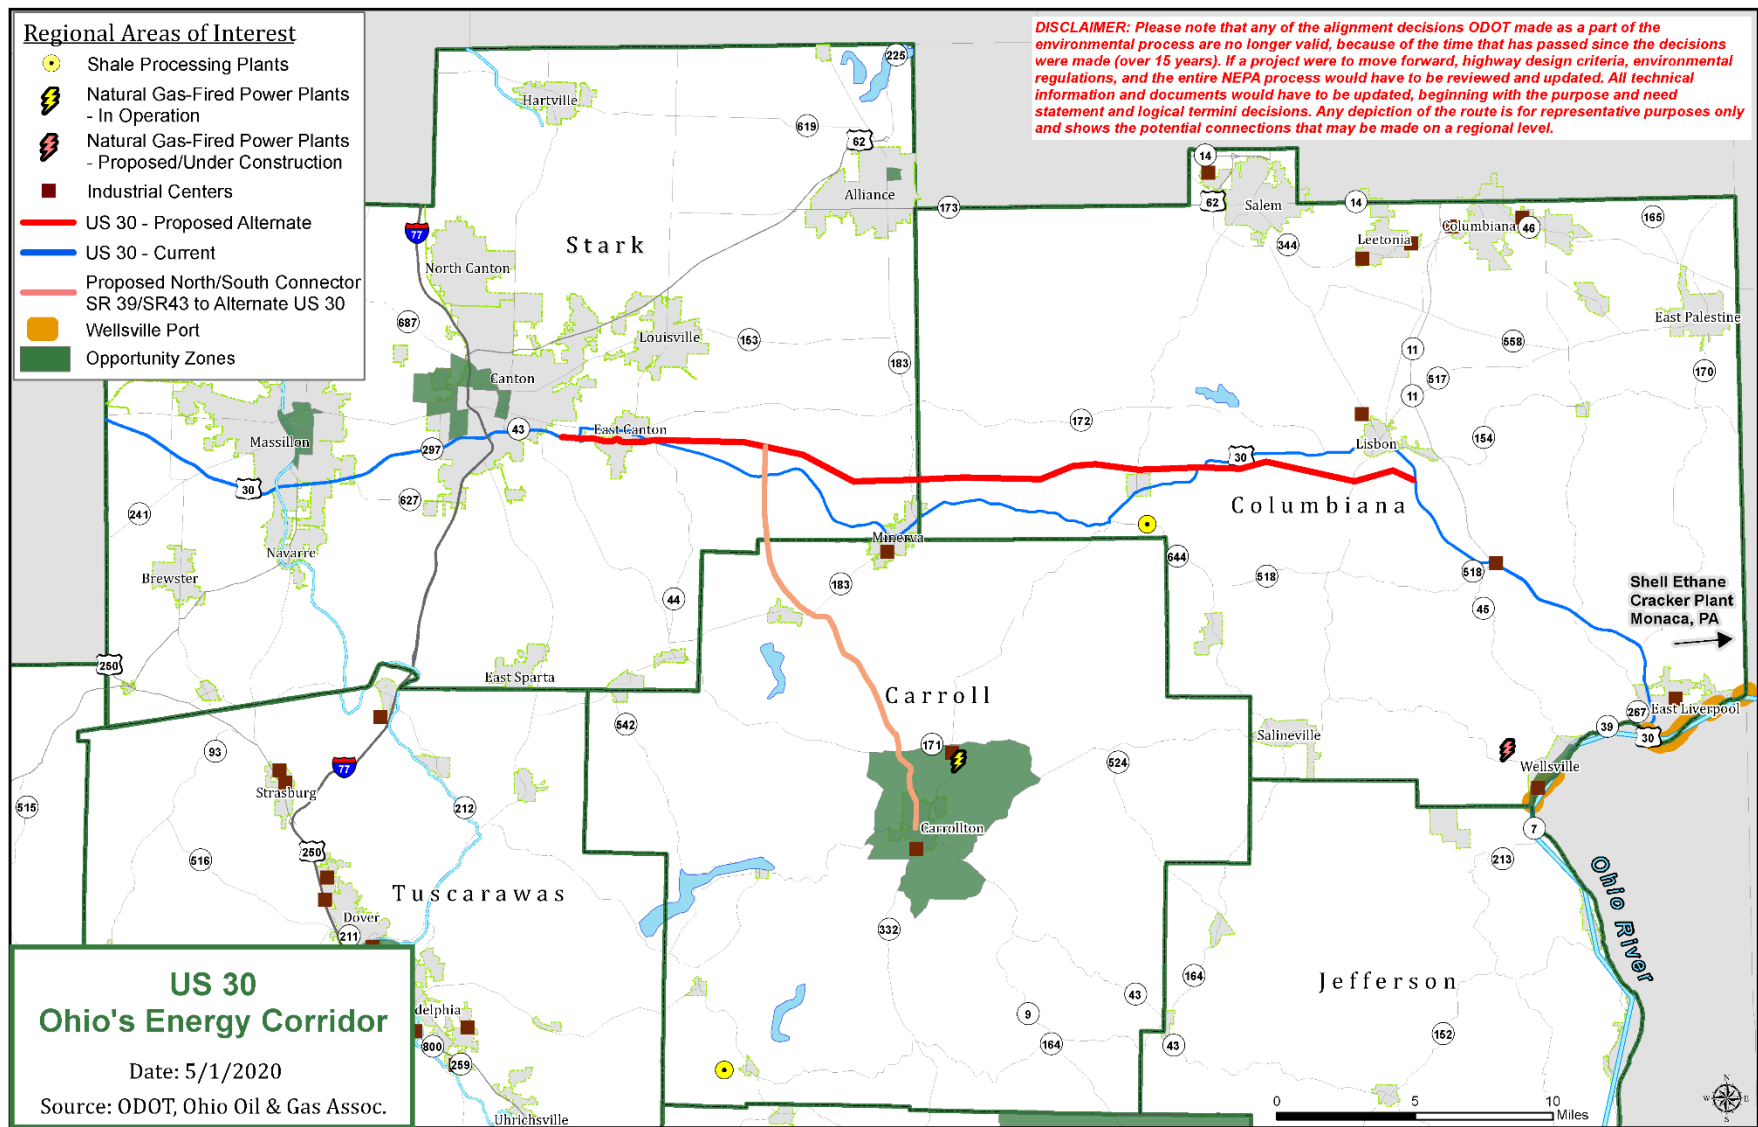 Regional Areas of Interest
Shale Processing Plants
Natural Gas-Fired Power Plants
- In Operation
Natural Gas-Fired Power Plants
- Proposed/Under Construction
Industrial Centers
US 30 - Proposed Alternate
US 30 - Current
Proposed North/South Connector
SR 39/SR43 to Alternate US 30
Wellsville Port
Opportunity Zones
DISCLAIMER: Please note that any of the alignment decisions ODOT made as a part of the
environmental process are no longer valid, because of the time that has passed since the decisions
were made (over 15 years). If a project were to move forward, highway design criteria, environmental
regulations, and the entire NEPA process would have to be reviewed and updated. All technical
information and documents would have to be updated, beginning with the purpose and need
statement and logical termini decisions. Any depiction of the route is for representative purposes only
and shows the potential connections that may be made on a regional level.
225
Hartville
619
62
14
Alliance
173
62
Salem
14
165
77
Stark
344
Leetonia
Columbiana
46
North Canton
687
Louisville
153
East Palestine
11
558
183
517
170
Canton
11
172
43
East Canton
Massillon
297
Lisbon
154
30
30
627
241
Columbiana
Minerva
Navarre
Brewster
183
644
518
518
Shell Ethane
Cracker Plant
Monaca, PA
44
45
250
East Sparta
Carroll
542
267
East Liverpool
39
30
Salineville
93
171
524
77
Wellsville
Strasburg
515
212
Carrollton
7
250
516
213
Tuscarawas
Dover
211
332
Ohio River
164
Jefferson
43
9
delphia
152
800
164
43
259
Uhrichsville
US 30
Ohio's Energy Corridor
Date: 5/1/2020
Source: ODOT, Ohio Oil & Gas Assoc.
0 5 10
Miles
N
W E
S